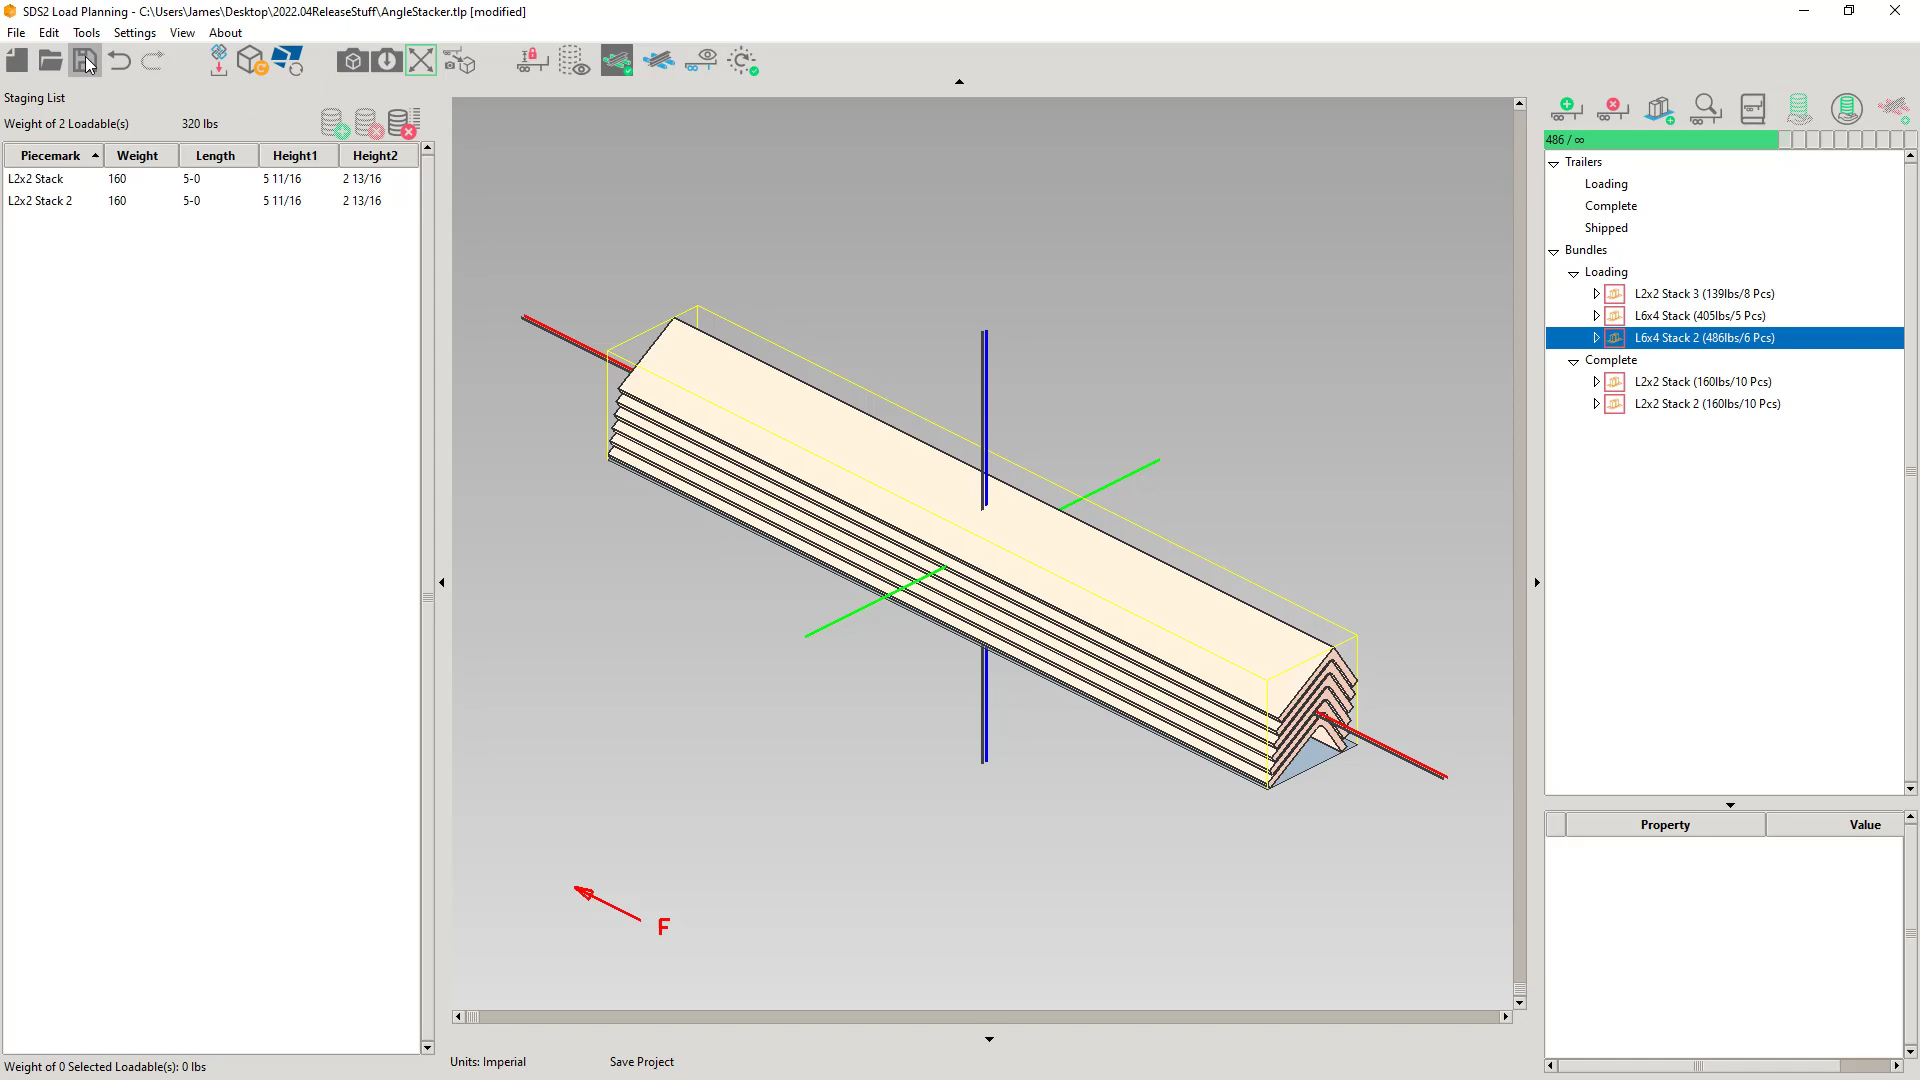 SDS2 Load Planning - C:\Users\James\Desktop\2022.04ReleaseStuff\AngleStacker.tlp [modified]
File Edit Tools Settings View About
Staging List
Weight of 2 Loadable(s) 320 lbs
Piecemark Weight Length Height1 Height2
L2x2 Stack 160 5-0 5 11/16 2 13/16
L2x2 Stack 2 160 5-0 5 11/16 2 13/16
Weight of 0 Selected Loadable(s): 0 lbs
F
Units: Imperial Save Project
486 / ∞
Trailers
Loading
Complete
Shipped
Bundles
Loading
L2x2 Stack 3 (139lbs/8 Pcs)
L6x4 Stack (405lbs/5 Pcs)
L6x4 Stack 2 (486lbs/6 Pcs)
Complete
L2x2 Stack (160lbs/10 Pcs)
L2x2 Stack 2 (160lbs/10 Pcs)
Property Value